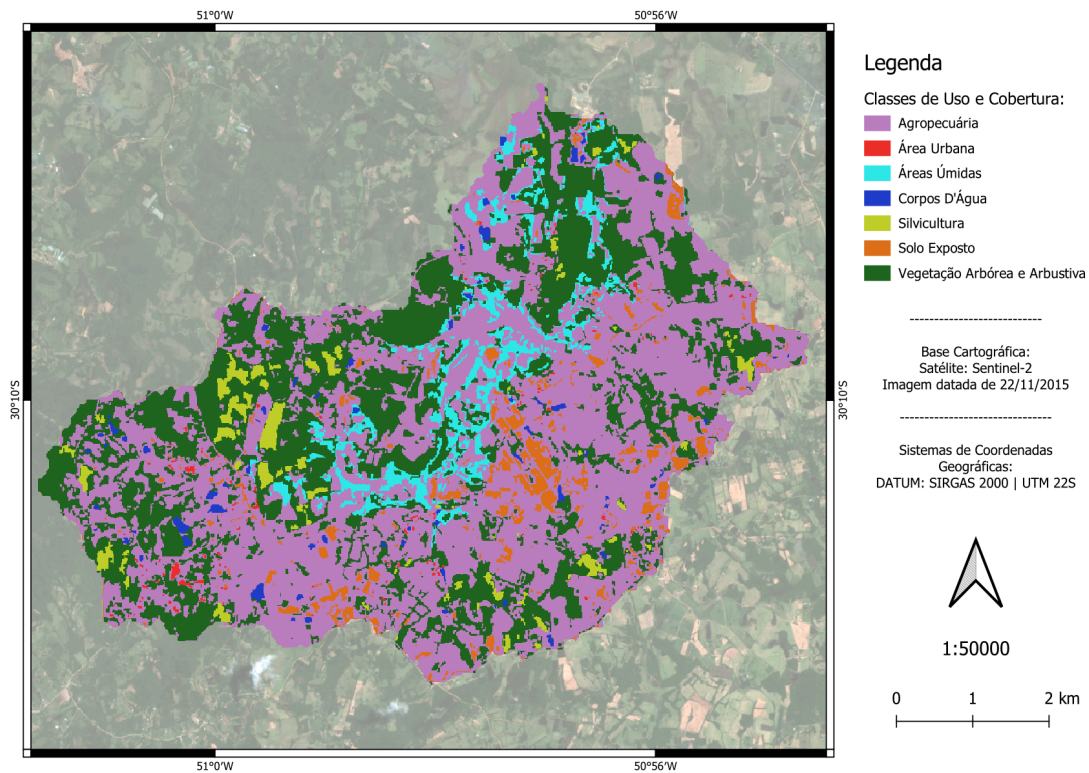 51°0'W 50°56'W
Legenda
Classes de Uso e Cobertura:
Agropecuária
Área Urbana
Áreas Úmidas
Corpos D'Água
Silvicultura
Solo Exposto
Vegetação Arbórea e Arbustiva
---------------------------
Base Cartográfica:
Satélite: Sentinel-2
Imagem datada de 22/11/2015
-------------------------------
30°10'S 30°10'S
Sistemas de Coordenadas
Geográficas:
DATUM: SIRGAS 2000 | UTM 22S
1:50000
0 1 2 km
51°0'W 50°56'W